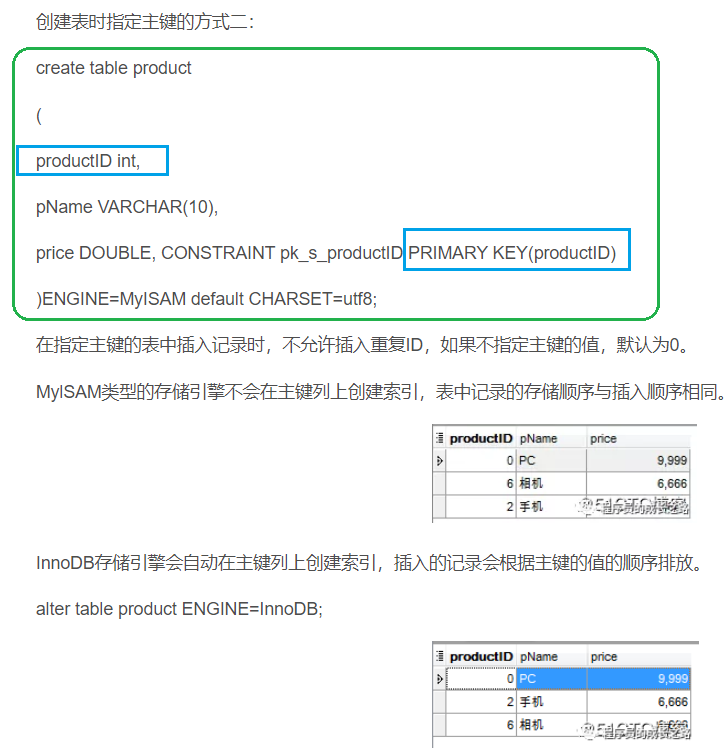 创建表时指定主键的方式二：
create table product
(
productID int,
pName VARCHAR(10),
price DOUBLE, CONSTRAINT pk_s_productID PRIMARY KEY(productID)
)ENGINE=MyISAM default CHARSET=utf8;
在指定主键的表中插入记录时，不允许插入重复ID，如果不指定主键的值，默认为0。
MyISAM类型的存储引擎不会在主键列上创建索引，表中记录的存储顺序与插入顺序相同。
productID pName price
0 PC 9,999
6 相机 6,666
2 手机
InnoDB存储引擎会自动在主键列上创建索引，插入的记录会根据主键的值的顺序排放。
alter table product ENGINE=InnoDB;
productID pName price
0 PC 9,999
2 手机 6,666
6 相机